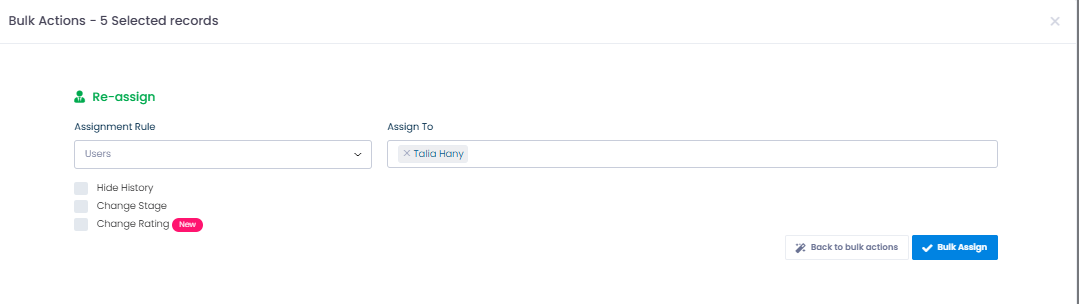 Bulk Actions - 5 Selected records
Re-assign
Assignment Rule
Assign To
Users
Talia Hany
Hide History
Change Stage
Change Rating New
Back to bulk actions
Bulk Assign